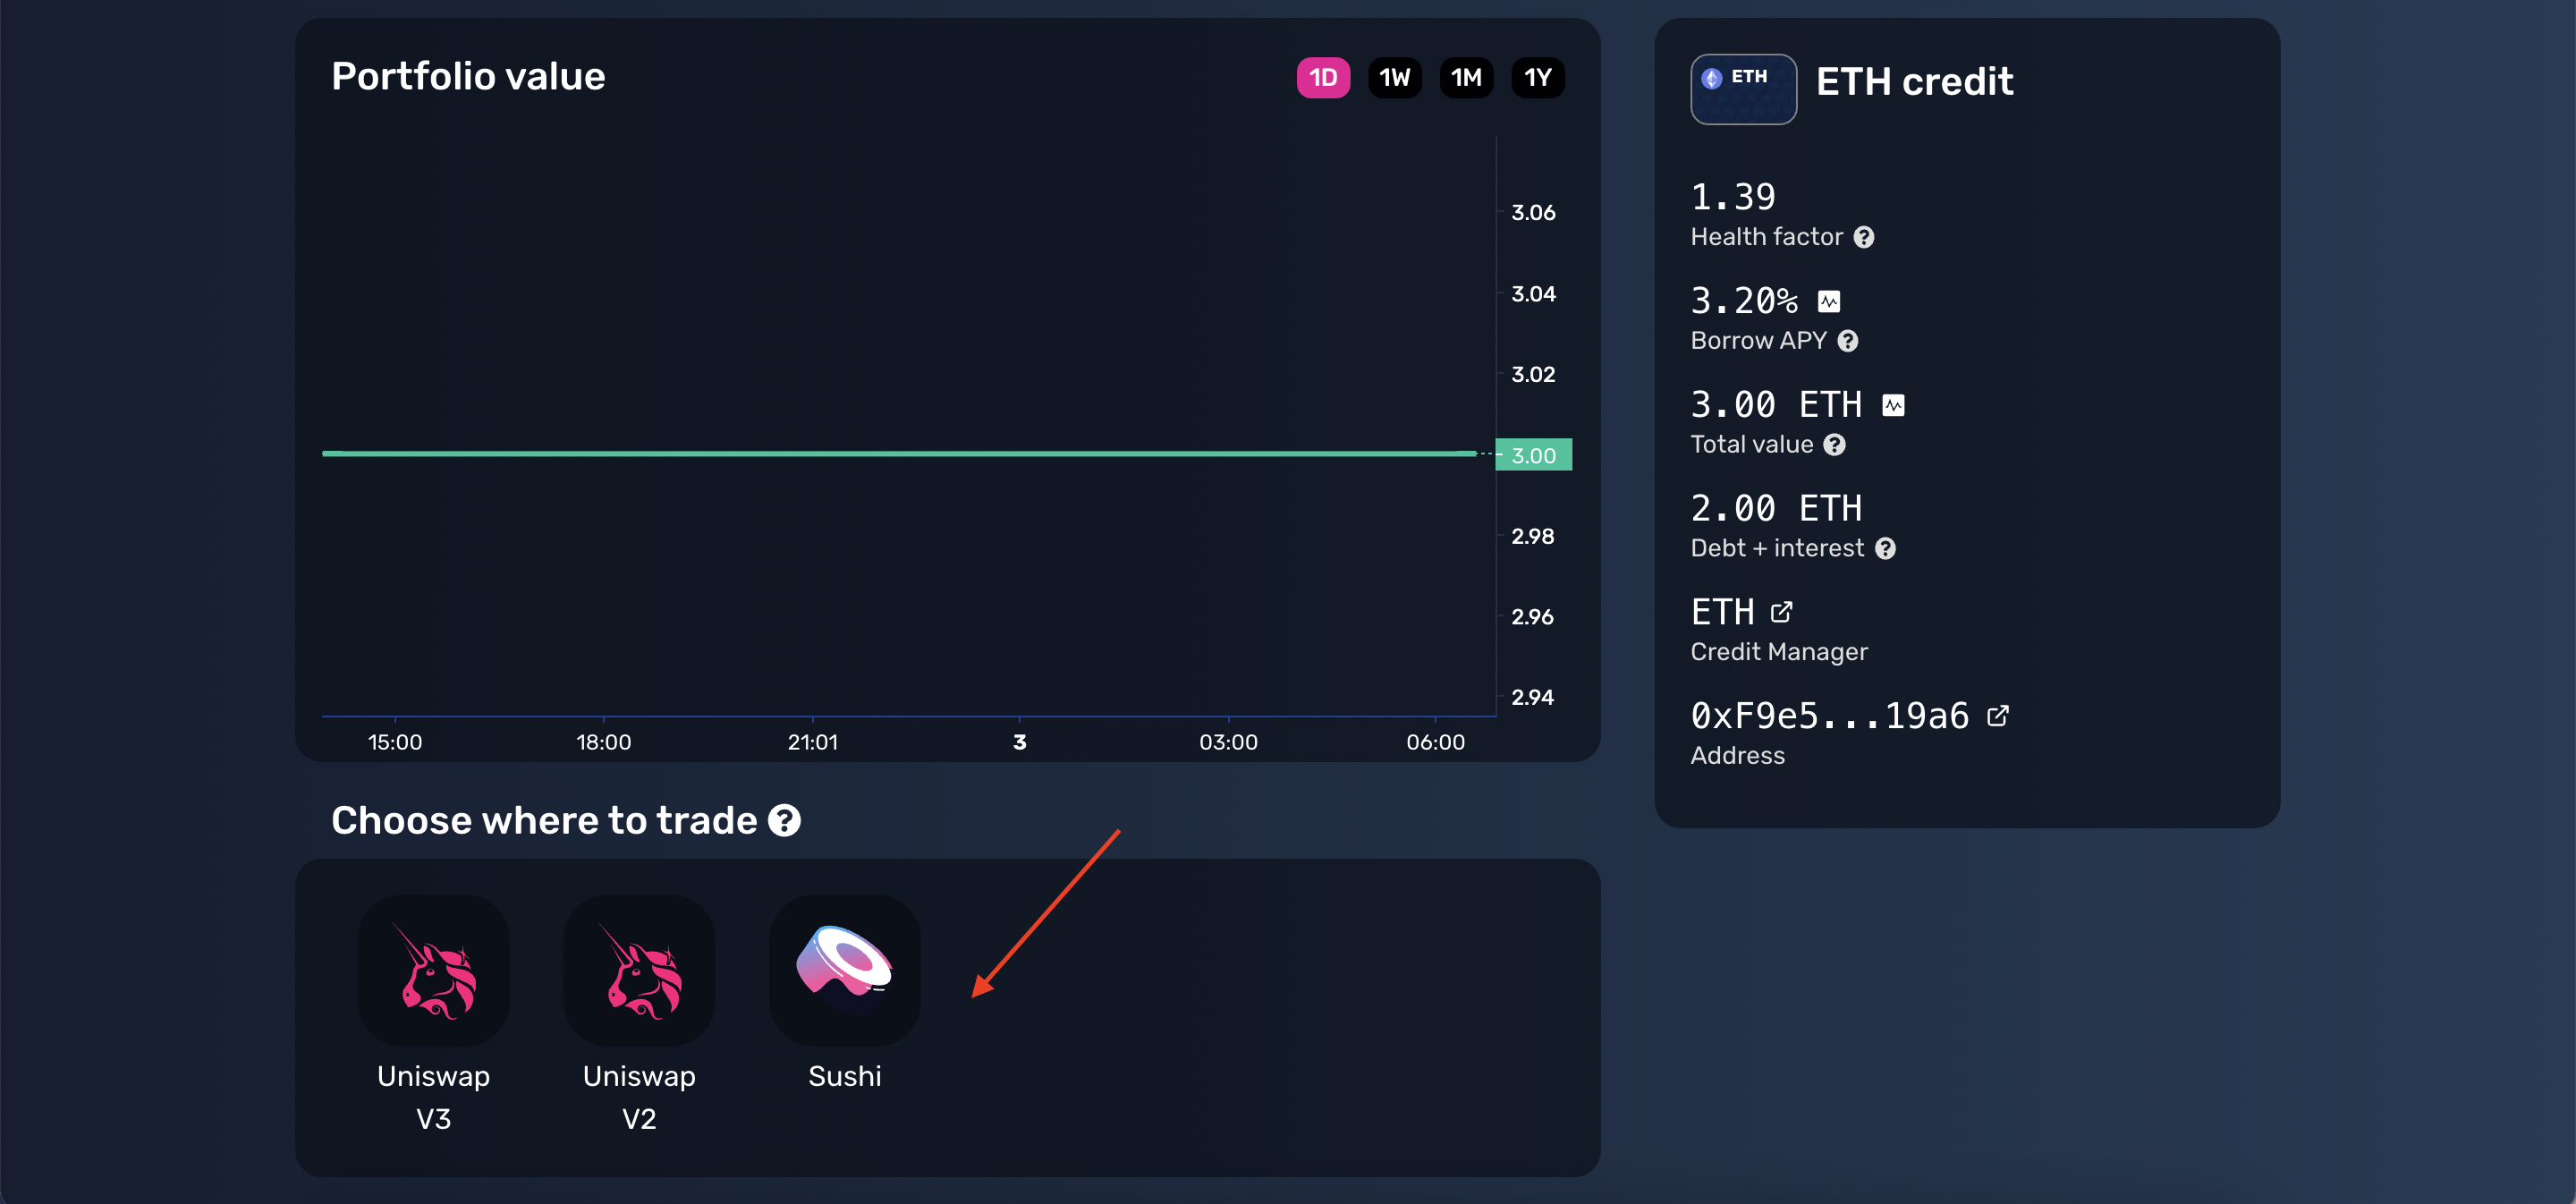 Portfolio value
1D 1W 1M 1Y
3.06
3.04
3.02
3.00
2.98
2.96
2.94
15:00 18:00 21:01 3 03:00 06:00
ETH
ETH credit
1.39
Health factor
3.20%
Borrow APY
3.00 ETH
Total value
2.00 ETH
Debt + interest
ETH
Credit Manager
0xF9e5...19a6
Address
Choose where to trade
Uniswap
V3
Uniswap
V2
Sushi